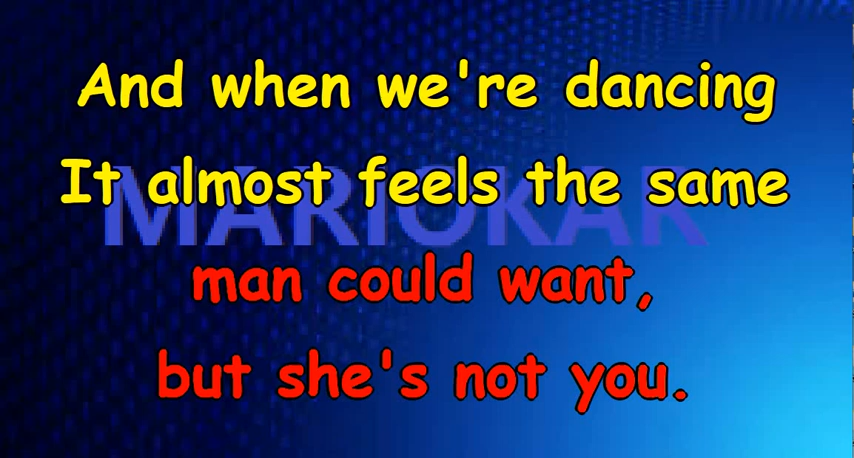 And when we're dancing
It almost feels the same
MARIOKAR
man could want,
but she's not you.